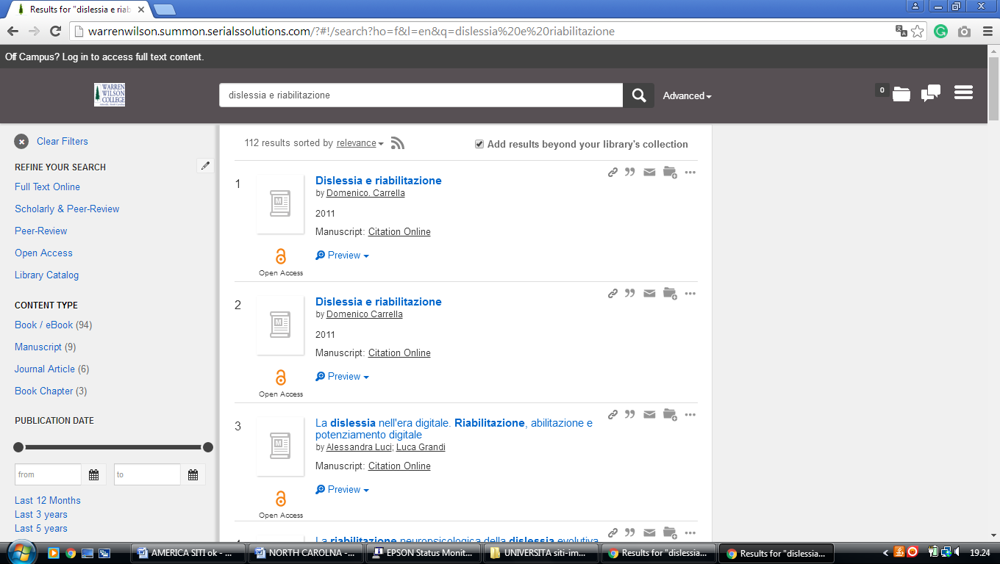 Results for "dislessia e riab
warrenwilson.summon.serialssolutions.com/?#!/search?ho=f&l=en&q=dislessia%20e%20riabilitazione
Off Campus? Log in to access full text content.
WARREN
WILSON
COLLEGE
dislessia e riabilitazione
Advanced
0
Clear Filters
REFINE YOUR SEARCH
Full Text Online
Scholarly & Peer-Review
Peer-Review
Open Access
Library Catalog
CONTENT TYPE
Book / eBook (94)
Manuscript (9)
Journal Article (6)
Book Chapter (3)
PUBLICATION DATE
from
to
Last 12 Months
Last 3 years
Last 5 years
112 results sorted by relevance
Add results beyond your library's collection
1
Dislessia e riabilitazione
by Domenico. Carrella
2011
Manuscript: Citation Online
Preview
Open Access
2
Dislessia e riabilitazione
by Domenico Carrella
2011
Manuscript: Citation Online
Preview
Open Access
3
La dislessia nell'era digitale. Riabilitazione, abilitazione e
potenziamento digitale
by Alessandra Luci; Luca Grandi
Manuscript: Citation Online
Preview
Open Access
La riabilitazione neuropsicologica della dislessia evolutiva
AMERICA SITI ok - ...
NORTH CAROLNA -...
EPSON Status Monit...
UNIVERSITA siti-im...
Results for "dislessia...
Results for "dislessia...
19.24